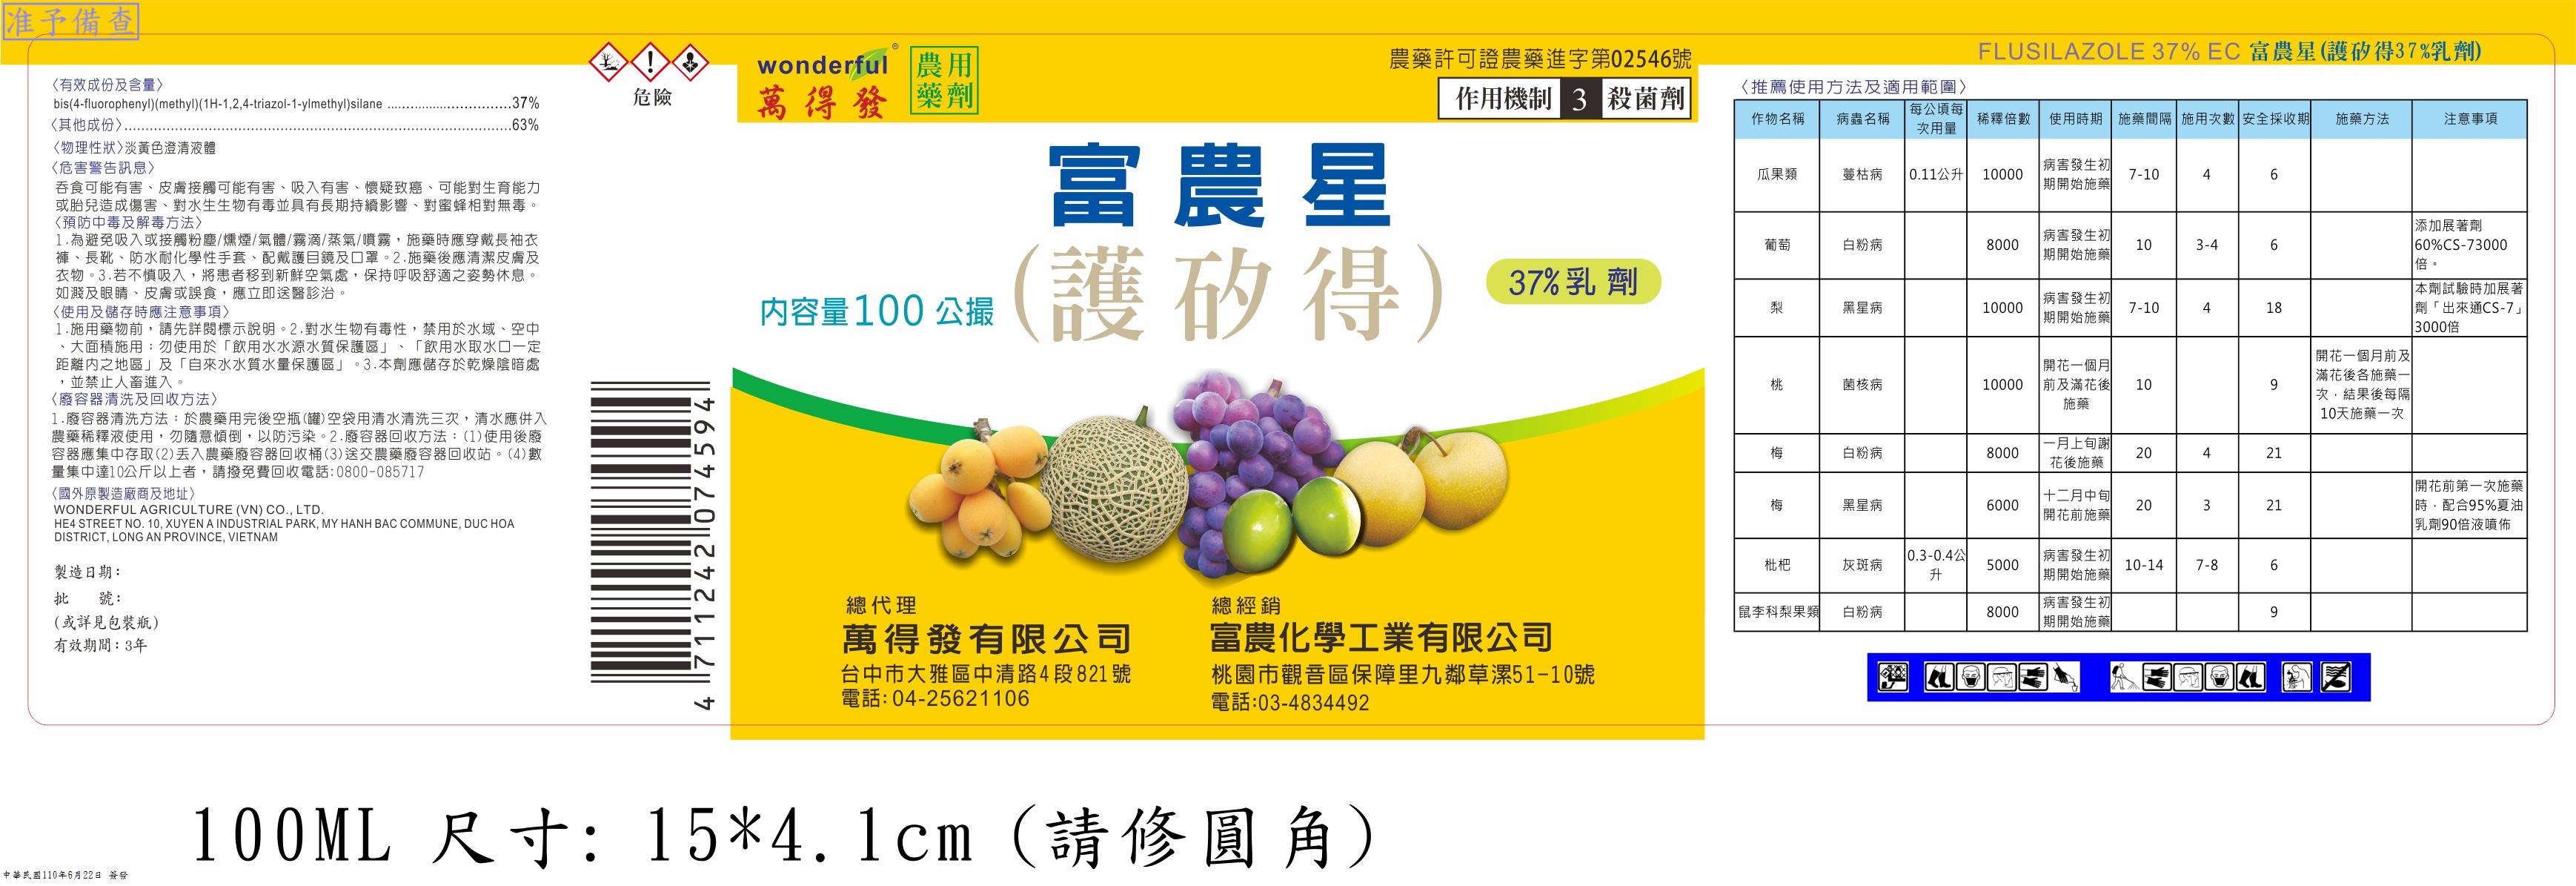 准予備查
〈有效成份及含量〉
bis(4-fluorophenyl)(methyl)(1H-1,2,4-triazol-1-ylmethyl)silane ..............................37%
〈其他成份〉..............................................................................................63%
〈物理性狀〉淡黃色澄清液體
〈危害警告訊息〉
吞食可能有害、皮膚接觸可能有害、吸入有害、懷疑致癌、可能對生育能力
或胎兒造成傷害、對水生生物有毒並具有長期持續影響、對蜜蜂相對無毒。
〈預防中毒及解毒方法〉
1.為避免吸入或接觸粉塵/燻煙/氣體/霧滴/蒸氣/噴霧，施藥時應穿戴長袖衣
褲、長靴、防水耐化學性手套、配戴護目鏡及口罩。2.施藥後應清潔皮膚及
衣物。3.若不慎吸入，將患者移到新鮮空氣處，保持呼吸舒適之姿勢休息。
如濺及眼睛、皮膚或誤食，應立即送醫診治。
〈使用及儲存時應注意事項〉
1.施用藥物前，請先詳閱標示說明。2.對水生物有毒性，禁用於水域、空中
、大面積施用；勿使用於「飲用水水源水質保護區」、「飲用水取水口一定
距離內之地區」及「自來水水質水量保護區」。3.本劑應儲存於乾燥陰暗處
，並禁止人畜進入。
〈廢容器清洗及回收方法〉
1.廢容器清洗方法：於農藥用完後空瓶(罐)空袋用清水清洗三次，清水應併入
農藥稀釋液使用，勿隨意傾倒，以防污染。2.廢容器回收方法：(1)使用後廢
容器應集中存取(2)丟入農藥廢容器回收桶(3)送交農藥廢容器回收站。(4)數
量集中達10公斤以上者，請撥免費回收電話:0800-085717
〈國外原製造廠商及地址〉
WONDERFUL AGRICULTURE (VN) CO., LTD.
HE4 STREET NO. 10, XUYEN A INDUSTRIAL PARK, MY HANH BAC COMMUNE, DUC HOA
DISTRICT, LONG AN PROVINCE, VIETNAM
製造日期：
批　號：
(或詳見包裝瓶)
有效期間：3年
危險
4 711242 074594
wonderful®
萬得發
農用
藥劑
農藥許可證農藥進字第02546號
作用機制 3 殺菌劑
富農星
(護矽得)
37%乳劑
內容量100公撮
總代理
萬得發有限公司
台中市大雅區中清路4段821號
電話:04-25621106
總經銷
富農化學工業有限公司
桃園市觀音區保障里九鄰草漯51-10號
電話:03-4834492
FLUSILAZOLE 37% EC 富農星(護矽得37%乳劑)
〈推薦使用方法及適用範圍〉
作物名稱 病蟲名稱 每公頃每次用量 稀釋倍數 使用時期 施藥間隔 施用次數 安全採收期 施藥方法 注意事項
瓜果類 蔓枯病 0.11公升 10000 病害發生初期開始施藥 7-10 4 6
葡萄 白粉病 8000 病害發生初期開始施藥 10 3-4 6 添加展著劑60%CS-73000倍。
梨 黑星病 10000 病害發生初期開始施藥 7-10 4 18 本劑試驗時加展著劑「出來通CS-7」3000倍
桃 菌核病 10000 開花一個月前及滿花後施藥 10 9 開花一個月前及滿花後各施藥一次，結果後每隔10天施藥一次
梅 白粉病 8000 一月上旬謝花後施藥 20 4 21
梅 黑星病 6000 十二月中旬開花前施藥 20 3 21 開花前第一次施藥時，配合95%夏油乳劑90倍液噴佈
枇杷 灰斑病 0.3-0.4公升 5000 病害發生初期開始施藥 10-14 7-8 6
鼠李科梨果類 白粉病 8000 病害發生初期開始施藥 9
100ML 尺寸: 15*4.1cm (請修圓角)
中華民國110年6月22日 簽發